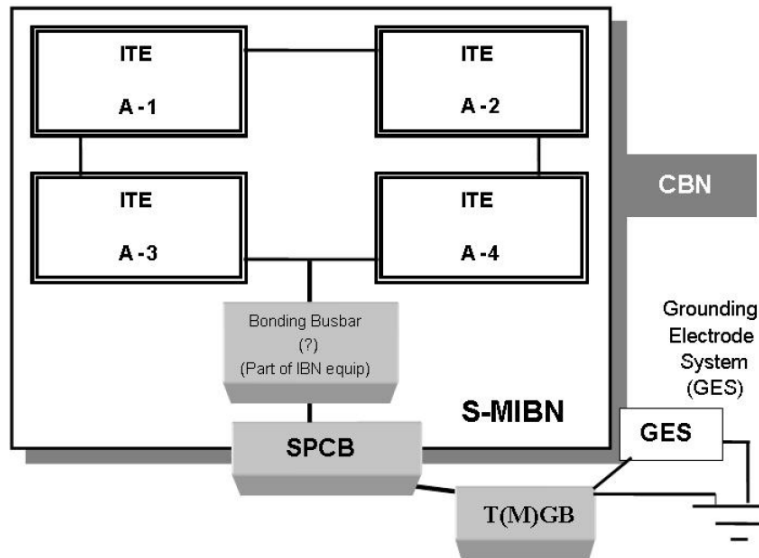 ITE
A -1
ITE
A -2
ITE
A -3
ITE
A -4
CBN
Bonding Busbar
(?)
(Part of IBN equip)
Grounding
Electrode
System
(GES)
S-MIBN
SPCB
GES
T(M)GB